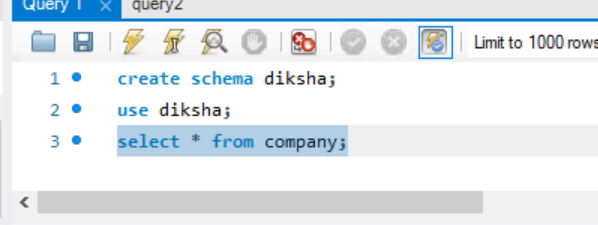 Query 1 query2
Limit to 1000 rows
1 create schema diksha;
2 use diksha;
3 select * from company;